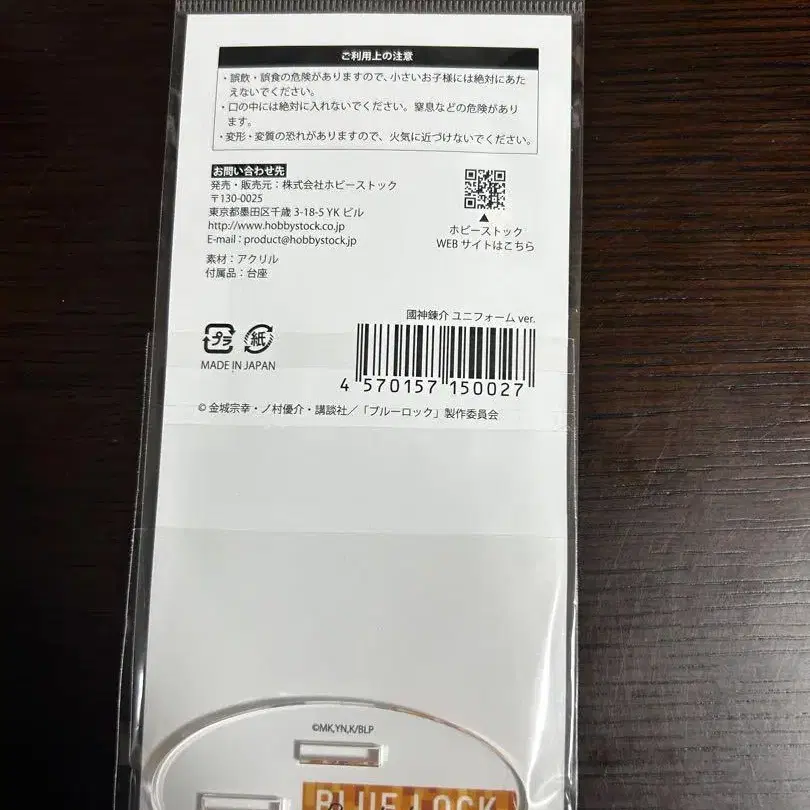 ご利用上の注意
・誤飲・誤食の危険がありますので、小さいお子様には絶対にあた
えないでください。
・口の中には絶対に入れないでください。窒息などの危険があり
ます。
・変形・変質の恐れがありますので、火気に近づけないでください。
お問い合わせ先
発売・販売元：株式会社ホビーストック
〒130-0025
東京都墨田区千歳 3-18-5 YK ビル
http://www.hobbystock.co.jp
E-mail：product@hobbystock.jp
ホビーストック
WEB サイトはこちら
素材：アクリル
付属品：台座
國神錬介 ユニフォーム ver.
プラ
紙
MADE IN JAPAN
4 570157 150027
© 金城宗幸・ノ村優介・講談社／「ブルーロック」製作委員会
©MK,YN,K/BLP
BLUE LOCK